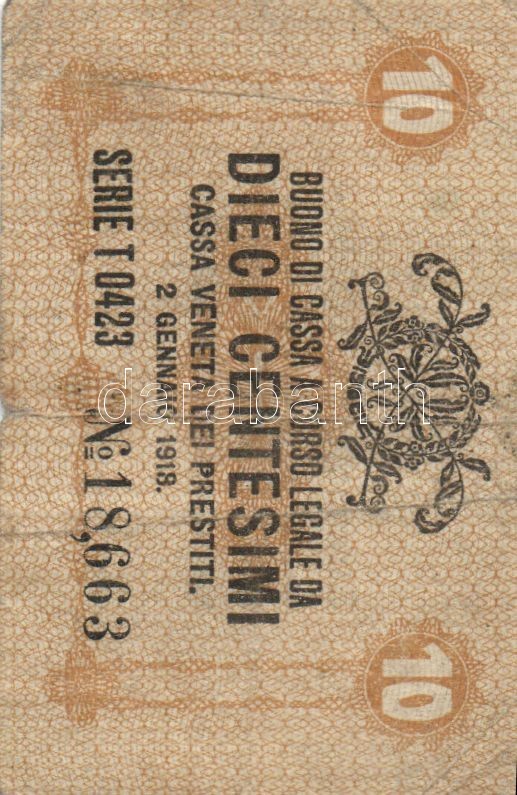 10 10
BUONO DI CASSA A CORSO LEGALE DA
DIECI CENTESIMI
CASSA VENETA DEI PRESTITI.
2 GENNAIO 1918.
SERIE T 0423 No 18,663
darabanth